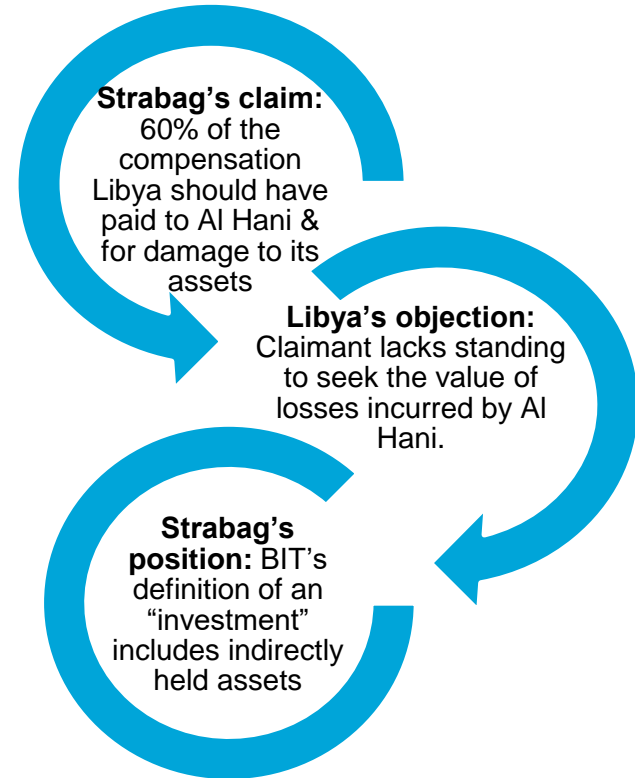 Strabag’s claim:
60% of the
compensation
Libya should have
paid to Al Hani &
for damage to its
assets
Libya’s objection:
Claimant lacks standing
to seek the value of
losses incurred by Al
Hani.
Strabag’s
position: BIT’s
definition of an
“investment”
includes indirectly
held assets